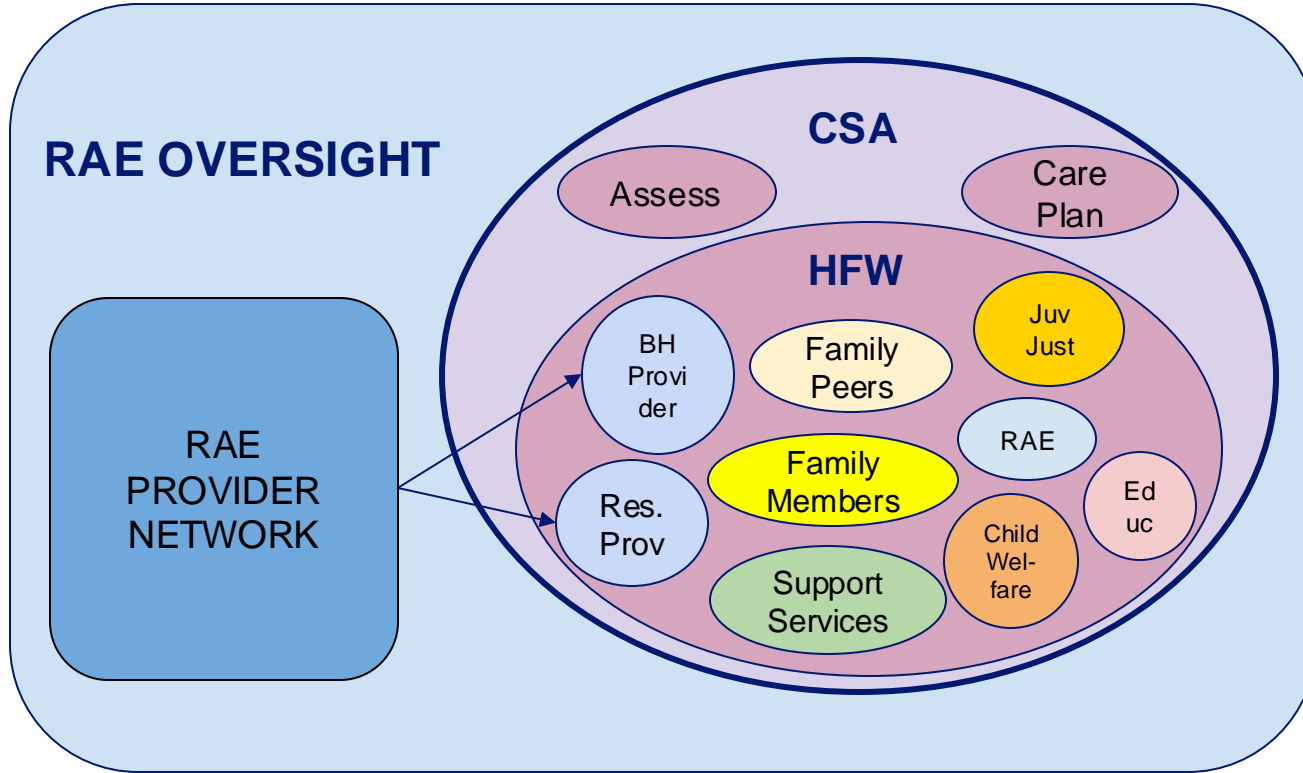 RAE OVERSIGHT
CSA
Assess
Care
Plan
HFW
BH
Provi
der
Family
Peers
Juv
Just
RAE
PROVIDER
NETWORK
RAE
Family
Members
Res.
Prov
Ed
uc
Child
Wel-
fare
Support
Services